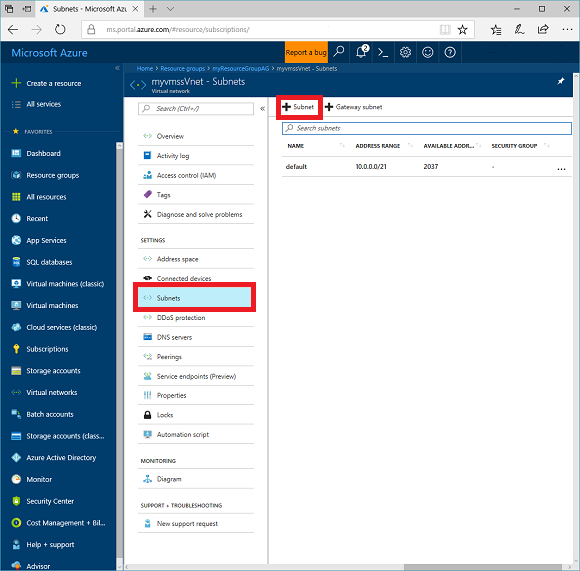 Subnets - Microsoft Azure
ms.portal.azure.com/#resource/subscriptions/
Microsoft Azure
Report a bug
2
Home > Resource groups > myResourceGroupAG > myvmssVnet - Subnets
myvmssVnet - Subnets
Virtual network
Create a resource
All services
FAVORITES
Dashboard
Resource groups
All resources
Recent
App Services
SQL databases
Virtual machines (classic)
Virtual machines
Cloud services (classic)
Subscriptions
Storage accounts
Virtual networks
Batch accounts
Storage accounts (class...
Azure Active Directory
Monitor
Security Center
Cost Management + Bil...
Help + support
Advisor
Search (Ctrl+/)
Overview
Activity log
Access control (IAM)
Tags
Diagnose and solve problems
SETTINGS
Address space
Connected devices
Subnets
DDoS protection
DNS servers
Peerings
Service endpoints (Preview)
Properties
Locks
Automation script
MONITORING
Diagram
SUPPORT + TROUBLESHOOTING
New support request
+ Subnet + Gateway subnet
Search subnets
NAME ADDRESS RANGE AVAILABLE ADDR... SECURITY GROUP
default 10.0.0.0/21 2037 - ...